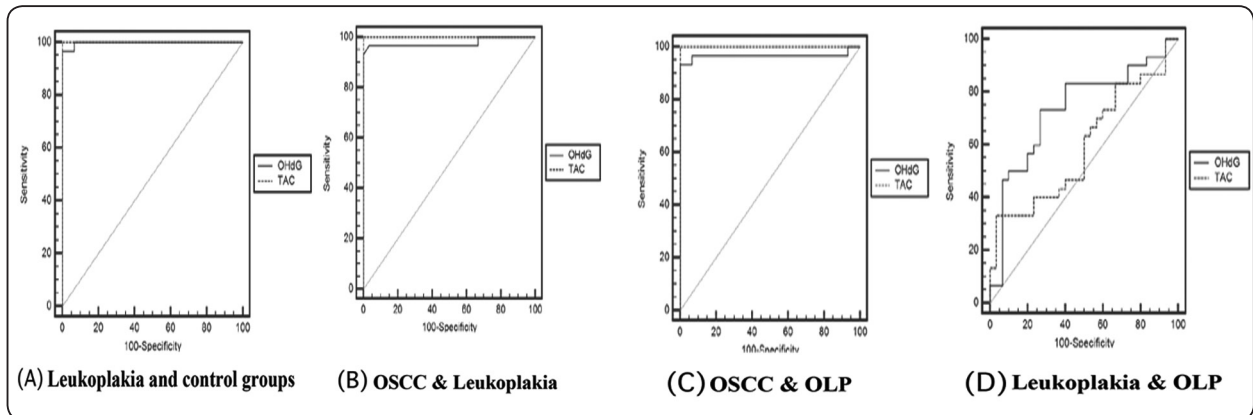 100
80
60
40
20
0
Sensitivity
0 20 40 60 80 100
100-Specificity
OHdG
TAC
(A) Leukoplakia and control groups
100
80
60
40
20
0
Sensitivity
0 20 40 60 80 100
100-Specificity
OHdG
TAC
(B) OSCC & Leukoplakia
100
80
60
40
20
0
Sensitivity
0 20 40 60 80 100
100-Specificity
OHdG
TAC
(C) OSCC & OLP
100
80
60
40
20
0
Sensitivity
0 20 40 60 80 100
100-Specificity
OHdG
TAC
(D) Leukoplakia & OLP